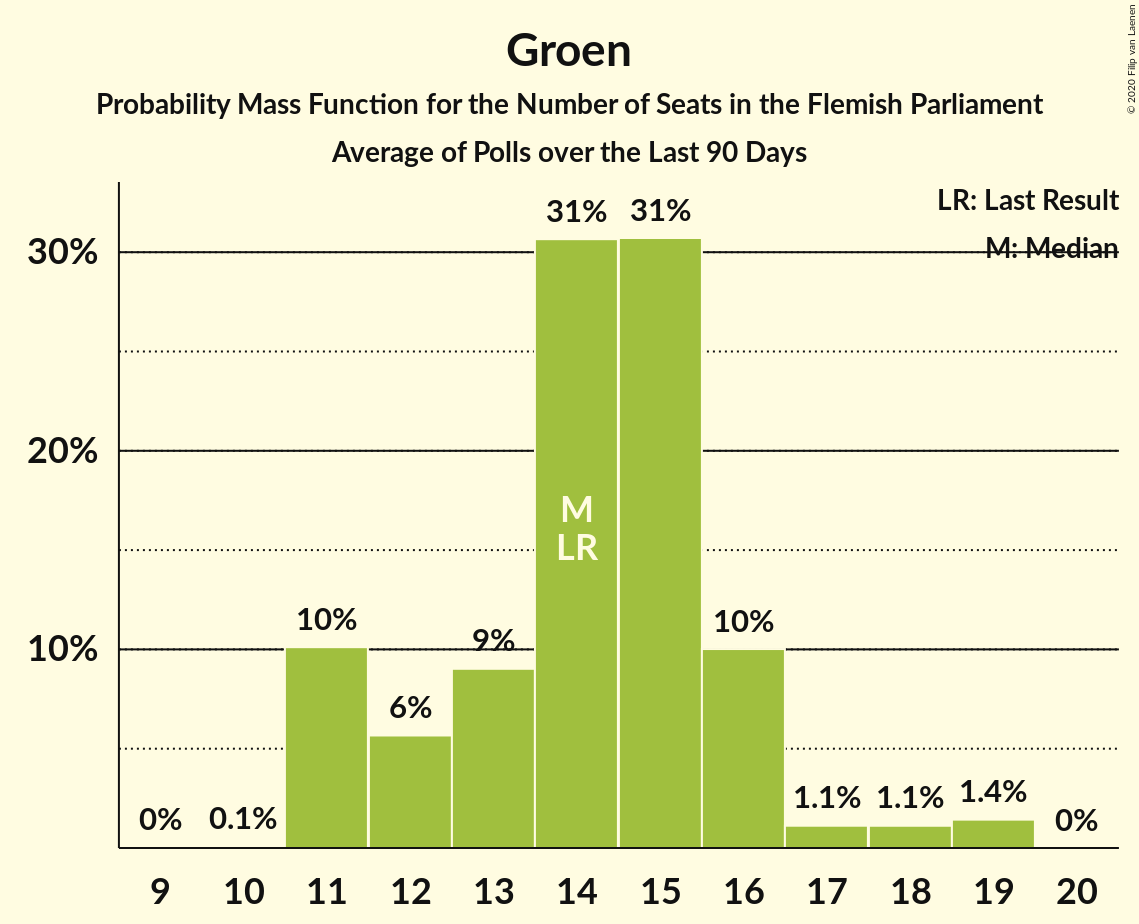 Groen
Probability Mass Function for the Number of Seats in the Flemish Parliament
Average of Polls over the Last 90 Days
© 2020 Filip van Laenen
LR: Last Result
M: Median
30%
20%
10%
0%
0.1%
10%
6%
9%
31%
31%
10%
1.1%
1.1%
1.4%
0%
M
LR
9 10 11 12 13 14 15 16 17 18 19 20